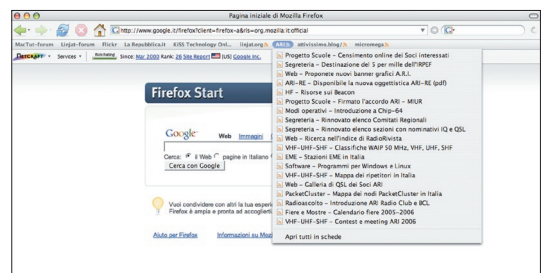 Pagina iniziale di Mozilla Firefox
http://www.google.it/firefox?client=firefox-a&rls=org.mozilla:it:official
MacTut-forum Linjat-forum flickr La Repubblica.it KiSS Technology Onl... linjat.org ARI attivissimo.blog/ micromega
NETCRAFT Services Since: Nov 2003 Rank: 26 Site Report [US] Google Inc.
Progetto Scuole – Censimento online dei Soci interessati
Segreteria – Destinazione del 5 per mille dell'IRPEF
Web – Proponete nuovi banner grafici A.R.I.
ARI-RE – Disponibile la nuova oggettistica ARI-RE (pdf)
HF – Risorse sui Beacon
Progetto Scuole – Firmato l'accordo ARI – MIUR
Modi operativi – Introduzione a Chip-64
Segreteria – Rinnovato elenco Comitati Regionali
Segreteria – Rinnovato elenco sezioni con nominativi IQ e QSL
Web – Ricerca nell'indice di RadioRivista
VHF-UHF-SHF – Classifiche WAIP 50 MHz, VHF, UHF, SHF
EME – Stazioni EME in Italia
Software – Programmi per Windows e Linux
VHF-UHF-SHF – Mappa dei ripetitori in Italia
Web – Galleria di QSL dei Soci ARI
PacketCluster – Mappa dei nodi PacketCluster in Italia
Radioascolto – Introduzione ARI Radio Club e BCL
Fiere e Mostre – Calendario fiere 2005-2006
VHF-UHF-SHF – Contest e meeting ARI 2006
Apri tutti in schede
Firefox Start
Google Web Immagini
Cerca: il Web pagine in italiano
Cerca con Google
Vuoi condividere con altri la tua esperi
Firefox è ampia e pronta ad accoglier
Aiuto per Firefox Informazioni su Moz